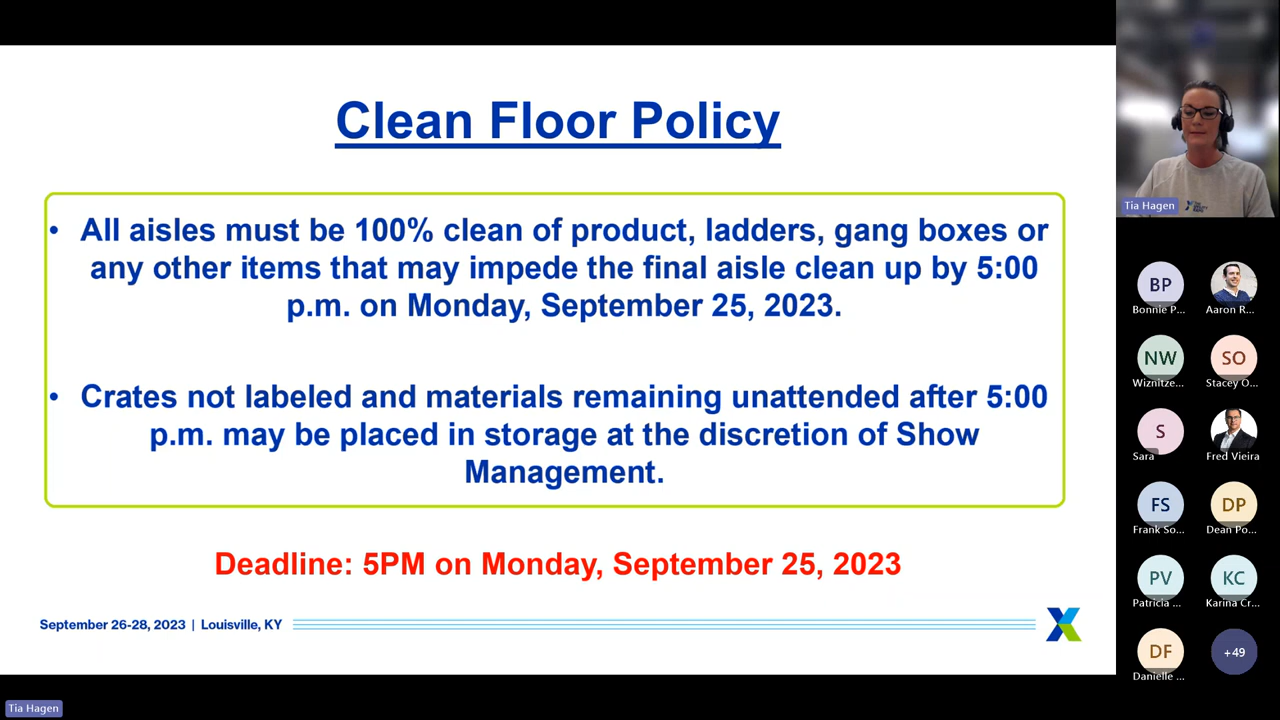 Clean Floor Policy
• All aisles must be 100% clean of product, ladders, gang boxes or
any other items that may impede the final aisle clean up by 5:00
p.m. on Monday, September 25, 2023.
• Crates not labeled and materials remaining unattended after 5:00
p.m. may be placed in storage at the discretion of Show
Management.
Deadline: 5PM on Monday, September 25, 2023
September 26-28, 2023 | Louisville, KY
Tia Hagen
Tia Hagen
BP
Bonnie P...
Aaron R...
NW
Wiznitze...
SO
Stacey O...
S
Sara
Fred Vieira
FS
Frank So...
DP
Dean Po...
PV
Patricia ...
KC
Karina Cr...
DF
Danielle ...
+49